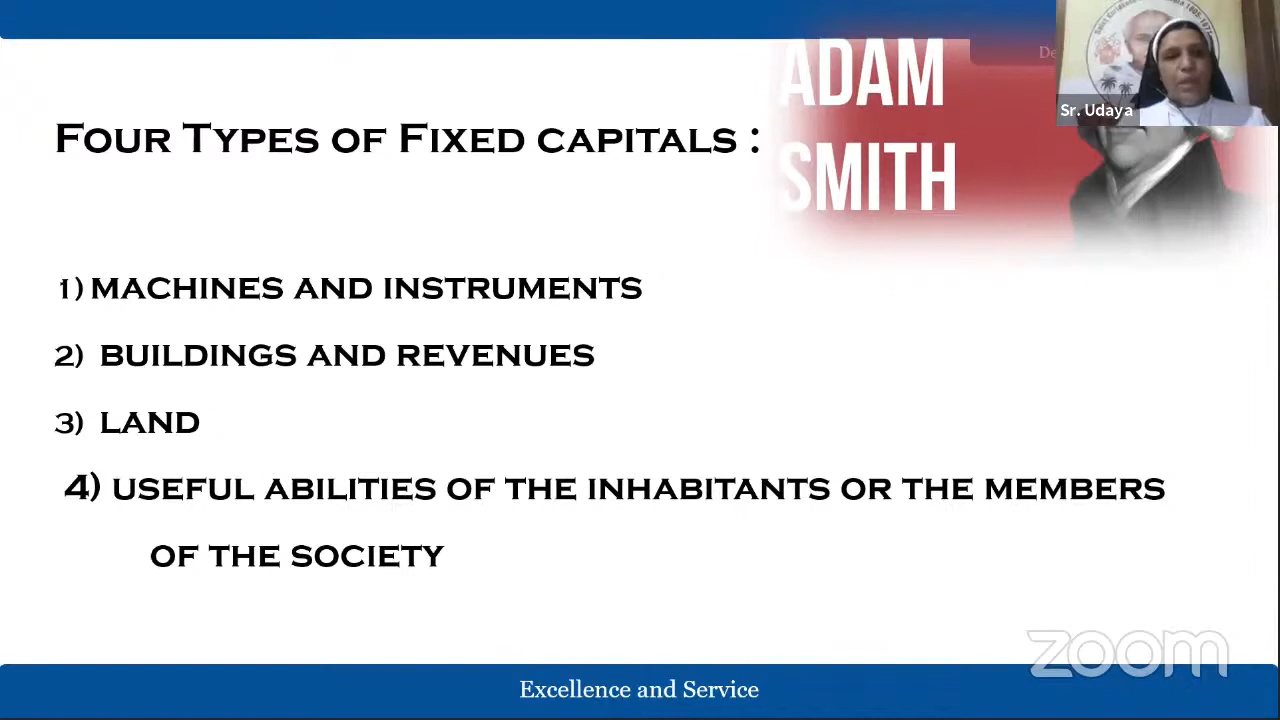 ADAM
SMITH
De
Sr. Udaya
FOUR TYPES OF FIXED CAPITALS :
1) MACHINES AND INSTRUMENTS
2) BUILDINGS AND REVENUES
3) LAND
4) USEFUL ABILITIES OF THE INHABITANTS OR THE MEMBERS
OF THE SOCIETY
zoom
Excellence and Service